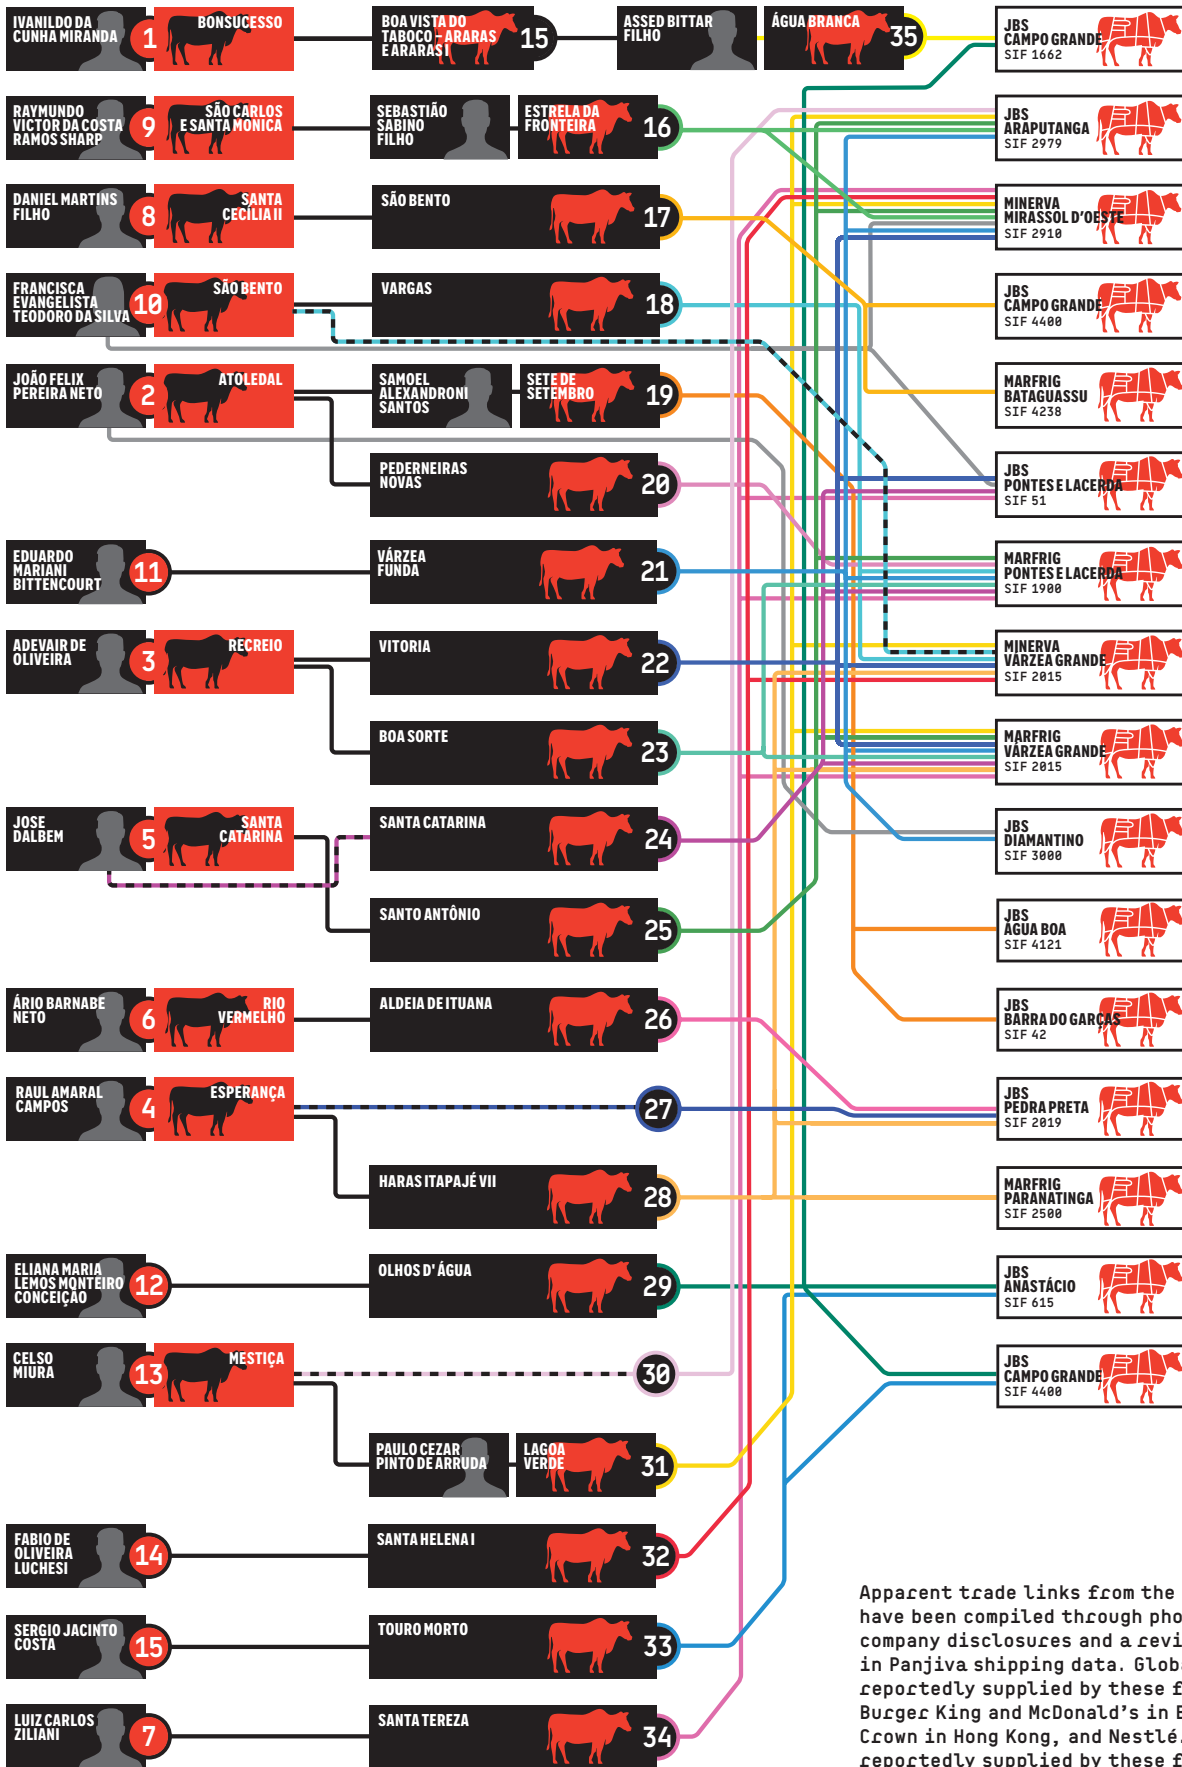 IVANILDO DA
CUNHA MIRANDA
1
BONSUCESSO
BOA VISTA DO
TABOCO – ARARAS
E ARARAS I
15
ASSED BITTAR
FILHO
ÁGUA BRANCA
35
JBS
CAMPO GRANDE
SIF 1662
RAYMUNDO
VICTOR DA COSTA
RAMOS SHARP
9
SÃO CARLOS
E SANTA MONICA
SEBASTIÃO
SABINO
FILHO
ESTRELA DA
FRONTEIRA
16
JBS
ARAPUTANGA
SIF 2979
DANIEL MARTINS
FILHO
8
SANTA
CECÍLIA II
SÃO BENTO
17
MINERVA
MIRASSOL D'OESTE
SIF 2910
FRANCISCA
EVANGELISTA
TEODORO DA SILVA
10
SÃO BENTO
VARGAS
18
JBS
CAMPO GRANDE
SIF 4400
JOÃO FELIX
PEREIRA NETO
2
ATOLEDAL
SAMOEL
ALEXANDRONI
SANTOS
SETE DE
SETEMBRO
19
MARFRIG
BATAGUASSU
SIF 4238
PEDERNEIRAS
NOVAS
20
JBS
PONTES E LACERDA
SIF 51
EDUARDO
MARIANI
BITTENCOURT
11
VÁRZEA
FUNDA
21
MARFRIG
PONTES E LACERDA
SIF 1900
ADEVAIR DE
OLIVEIRA
3
RECREIO
VITORIA
22
MINERVA
VÁRZEA GRANDE
SIF 2015
BOA SORTE
23
MARFRIG
VÁRZEA GRANDE
SIF 2015
JOSE
DALBEM
5
SANTA
CATARINA
SANTA CATARINA
24
JBS
DIAMANTINO
SIF 3000
SANTO ANTÔNIO
25
JBS
ÁGUA BOA
SIF 4121
ÁRIO BARNABE
NETO
6
RIO
VERMELHO
ALDEIA DE ITUANA
26
JBS
BARRA DO GARÇAS
SIF 42
RAUL AMARAL
CAMPOS
4
ESPERANÇA
27
JBS
PEDRA PRETA
SIF 2019
HARAS ITAPAJÉ VII
28
MARFRIG
PARANATINGA
SIF 2500
ELIANA MARIA
LEMOS MONTEIRO
CONCEIÇÃO
12
OLHOS D' ÁGUA
29
JBS
ANASTÁCIO
SIF 615
CELSO
MIURA
13
MESTIÇA
30
JBS
CAMPO GRANDE
SIF 4400
PAULO CEZAR
PINTO DE ARRUDA
LAGOA
VERDE
31
FABIO DE
OLIVEIRA
LUCHESI
14
SANTA HELENA I
32
SERGIO JACINTO
COSTA
15
TOURO MORTO
33
LUIZ CARLOS
ZILIANI
7
SANTA TEREZA
34
Apparent trade links from the
have been compiled through pho
company disclosures and a revi
in Panjiva shipping data. Glob
reportedly supplied by these f
Burger King and McDonald's in
Crown in Hong Kong, and Nestlé.
reportedly supplied by these f